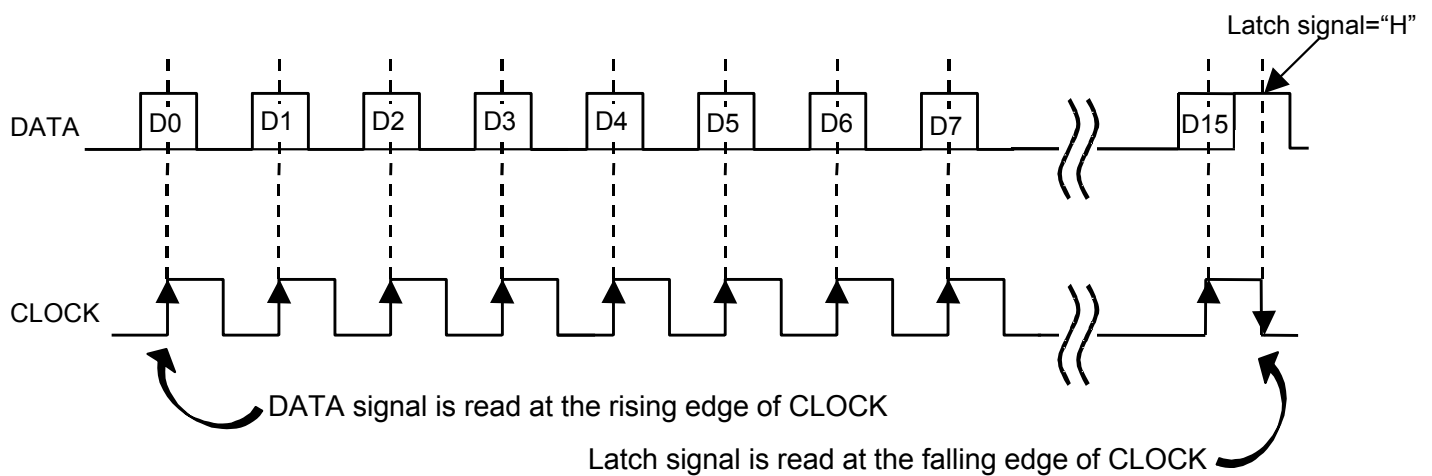 Latch signal=“H”
DATA D0 D1 D2 D3 D4 D5 D6 D7 D15
CLOCK
DATA signal is read at the rising edge of CLOCK
Latch signal is read at the falling edge of CLOCK